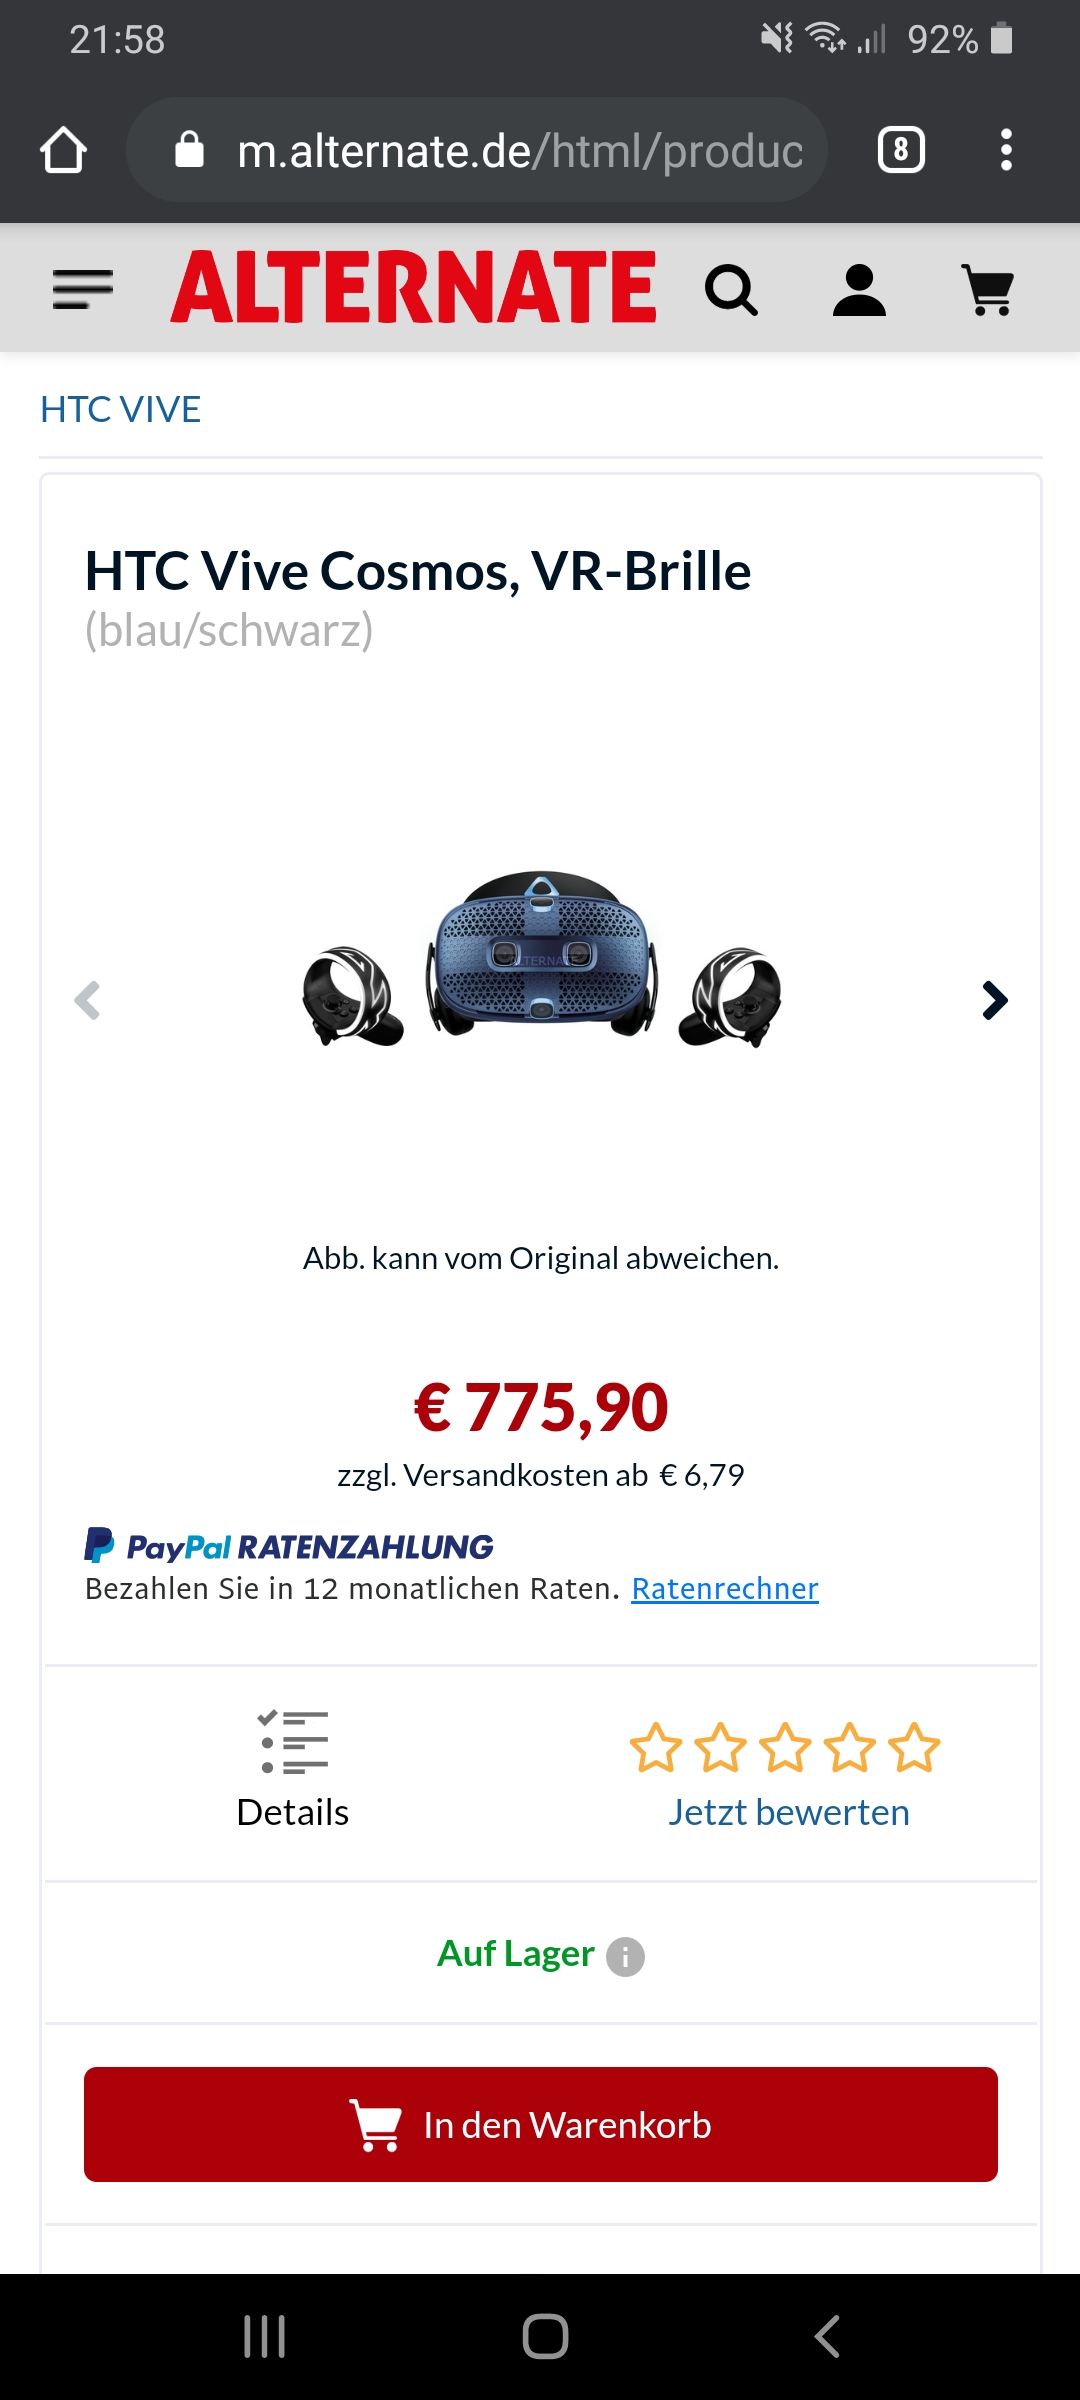 21:58
92%
m.alternate.de/html/produc
8
ALTERNATE
HTC VIVE
HTC Vive Cosmos, VR-Brille
(blau/schwarz)
ALTERNATE
Abb. kann vom Original abweichen.
€ 775,90
zzgl. Versandkosten ab € 6,79
PayPal RATENZAHLUNG
Bezahlen Sie in 12 monatlichen Raten. Ratenrechner
Details
Jetzt bewerten
Auf Lager i
In den Warenkorb